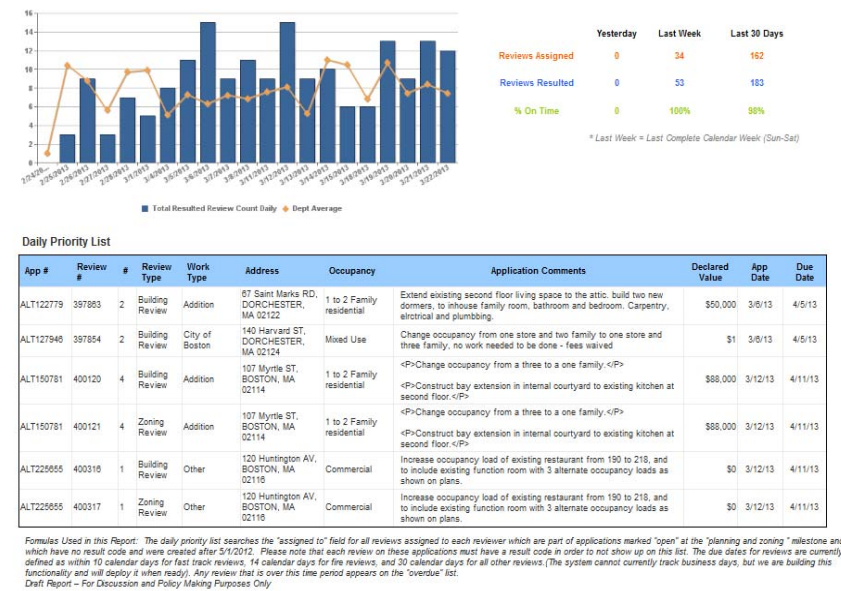 16
14
12
10
8
6
4
2
0
2/24/20...
2/25/2013
2/26/2013
2/27/2013
2/28/2013
3/1/2013
3/4/2013
3/5/2013
3/6/2013
3/7/2013
3/8/2013
3/11/2013
3/12/2013
3/13/2013
3/14/2013
3/15/2013
3/18/2013
3/19/2013
3/20/2013
3/21/2013
3/22/2013
Total Resulted Review Count Daily Dept Average
Yesterday Last Week Last 30 Days
Reviews Assigned 0 34 162
Reviews Resulted 0 53 183
% On Time 0 100% 98%
* Last Week = Last Complete Calendar Week (Sun-Sat)
Daily Priority List
App # Review # # Review Type Work Type Address Occupancy Application Comments Declared Value App Date Due Date
ALT122779 397863 2 Building Review Addition 67 Saint Marks RD, DORCHESTER, MA 02122 1 to 2 Family residential Extend existing second floor living space to the attic. build two new dormers, to inhouse family room, bathroom and bedroom. Carpentry, elrctrical and plumbbing. $50,000 3/6/13 4/5/13
ALT127946 397854 2 Building Review City of Boston 140 Harvard ST, DORCHESTER, MA 02124 Mixed Use Change occupancy from one store and two family to one store and three family, no work needed to be done - fees waived $1 3/6/13 4/5/13
ALT150781 400120 4 Building Review Addition 107 Myrtle ST, BOSTON, MA 02114 1 to 2 Family residential <P>Change occupancy from a three to a one family.</P> <P>Construct bay extension in internal courtyard to existing kitchen at second floor.</P> $88,000 3/12/13 4/11/13
ALT150781 400121 4 Zoning Review Addition 107 Myrtle ST, BOSTON, MA 02114 1 to 2 Family residential <P>Change occupancy from a three to a one family.</P> <P>Construct bay extension in internal courtyard to existing kitchen at second floor.</P> $88,000 3/12/13 4/11/13
ALT225655 400316 1 Building Review Other 120 Huntington AV, BOSTON, MA 02116 Commercial Increase occupancy load of existing restaurant from 190 to 218, and to include existing function room with 3 alternate occupancy loads as shown on plans. $0 3/12/13 4/11/13
ALT225655 400317 1 Zoning Review Other 120 Huntington AV, BOSTON, MA 02116 Commercial Increase occupancy load of existing restaurant from 190 to 218, and to include existing function room with 3 alternate occupancy loads as shown on plans. $0 3/12/13 4/11/13
Formulas Used in this Report: The daily priority list searches the "assigned to" field for all reviews assigned to each reviewer which are part of applications marked "open" at the "planning and zoning " milestone and
which have no result code and were created after 5/1/2012. Please note that each review on these applications must have a result code in order to not show up on this list. The due dates for reviews are currently
defined as within 10 calendar days for fast track reviews, 14 calendar days for fire reviews, and 30 calendar days for all other reviews.(The system cannot currently track business days, but we are building this
functionality and will deploy it when ready). Any review that is over this time period appears on the "overdue" list.
Draft Report – For Discussion and Policy Making Purposes Only